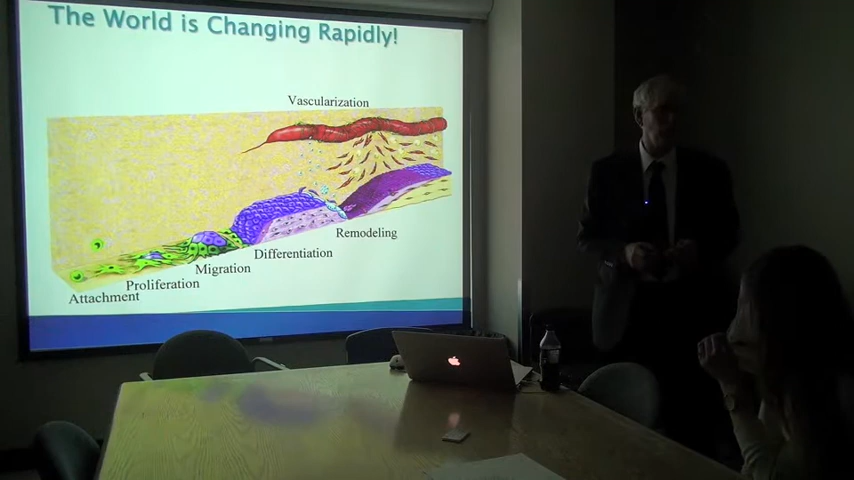 The World is Changing Rapidly!
Vascularization
Remodeling
Differentiation
Migration
Proliferation
Attachment